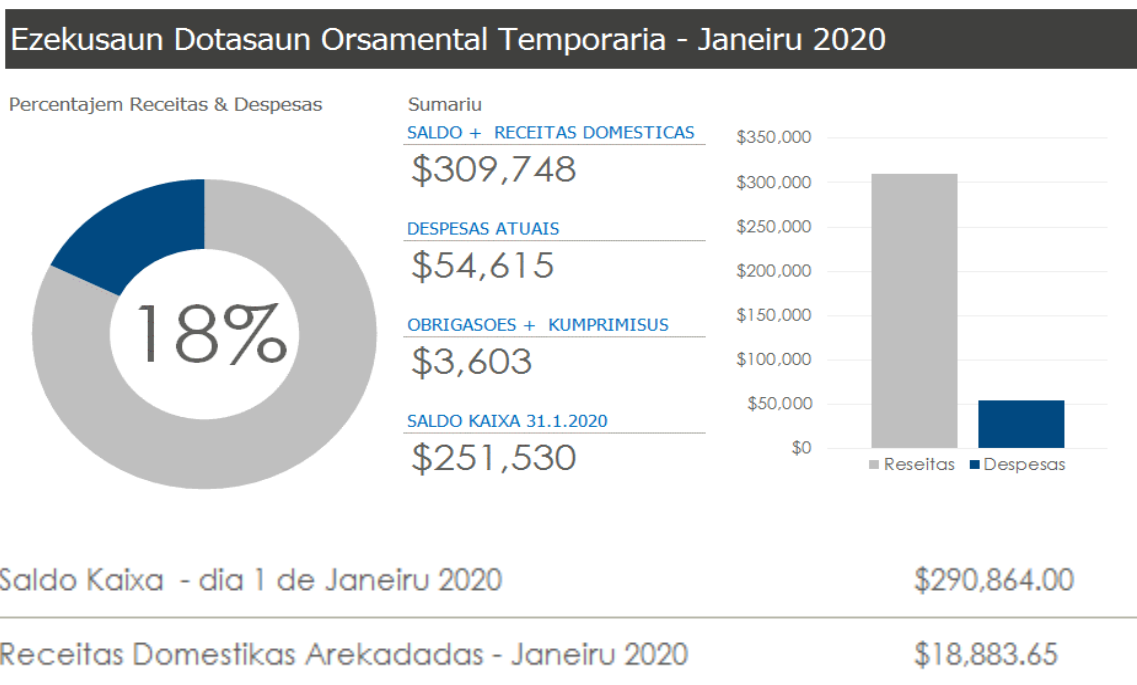 Ezekusaun Dotasaun Orsamental Temporaria - Janeiru 2020
Percentajem Receitas & Despesas
18%
Sumariu
SALDO + RECEITAS DOMESTICAS
$309,748
DESPESAS ATUAIS
$54,615
OBRIGASOES + KUMPRIMISUS
$3,603
SALDO KAIXA 31.1.2020
$251,530
$350,000
$300,000
$250,000
$200,000
$150,000
$100,000
$50,000
$0
Reseitas Despesas
Saldo Kaixa - dia 1 de Janeiru 2020 $290,864.00
Receitas Domestikas Arekadadas - Janeiru 2020 $18,883.65